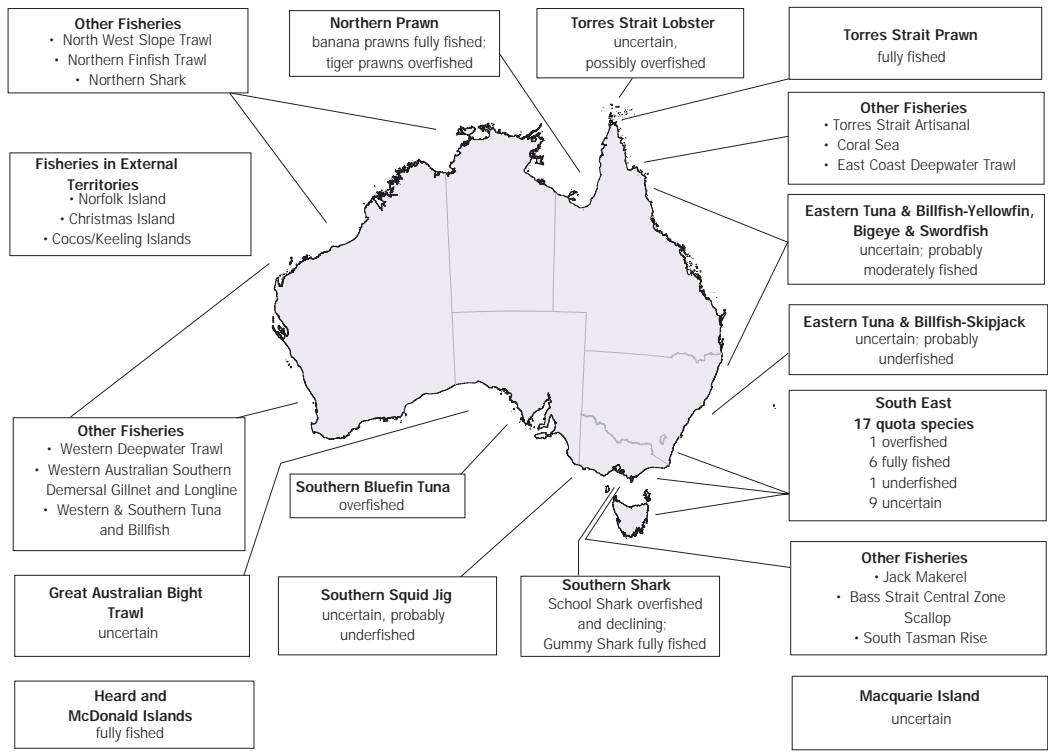 Other Fisheries
• North West Slope Trawl
• Northern Finfish Trawl
• Northern Shark
Northern Prawn
banana prawns fully fished;
tiger prawns overfished
Torres Strait Lobster
uncertain,
possibly overfished
Torres Strait Prawn
fully fished
Other Fisheries
• Torres Strait Artisanal
• Coral Sea
• East Coast Deepwater Trawl
Fisheries in External
Territories
• Norfolk Island
• Christmas Island
• Cocos/Keeling Islands
Eastern Tuna & Billfish-Yellowfin,
Bigeye & Swordfish
uncertain; probably
moderately fished
Eastern Tuna & Billfish-Skipjack
uncertain; probably
underfished
South East
17 quota species
1 overfished
6 fully fished
1 underfished
9 uncertain
Other Fisheries
• Western Deepwater Trawl
• Western Australian Southern
Demersal Gillnet and Longline
• Western & Southern Tuna
and Billfish
Southern Bluefin Tuna
overfished
Other Fisheries
• Jack Makerel
• Bass Strait Central Zone
Scallop
• South Tasman Rise
Great Australian Bight
Trawl
uncertain
Southern Squid Jig
uncertain, probably
underfished
Southern Shark
School Shark overfished
and declining;
Gummy Shark fully fished
Heard and
McDonald Islands
fully fished
Macquarie Island
uncertain